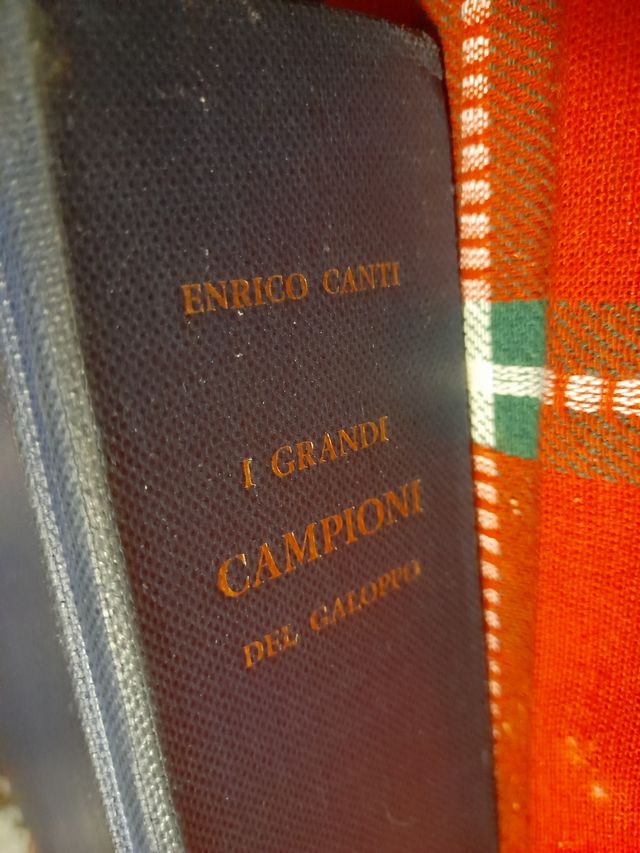 ENRICO CANTI
I GRANDI
CAMPIONI
DEL GALOPPO